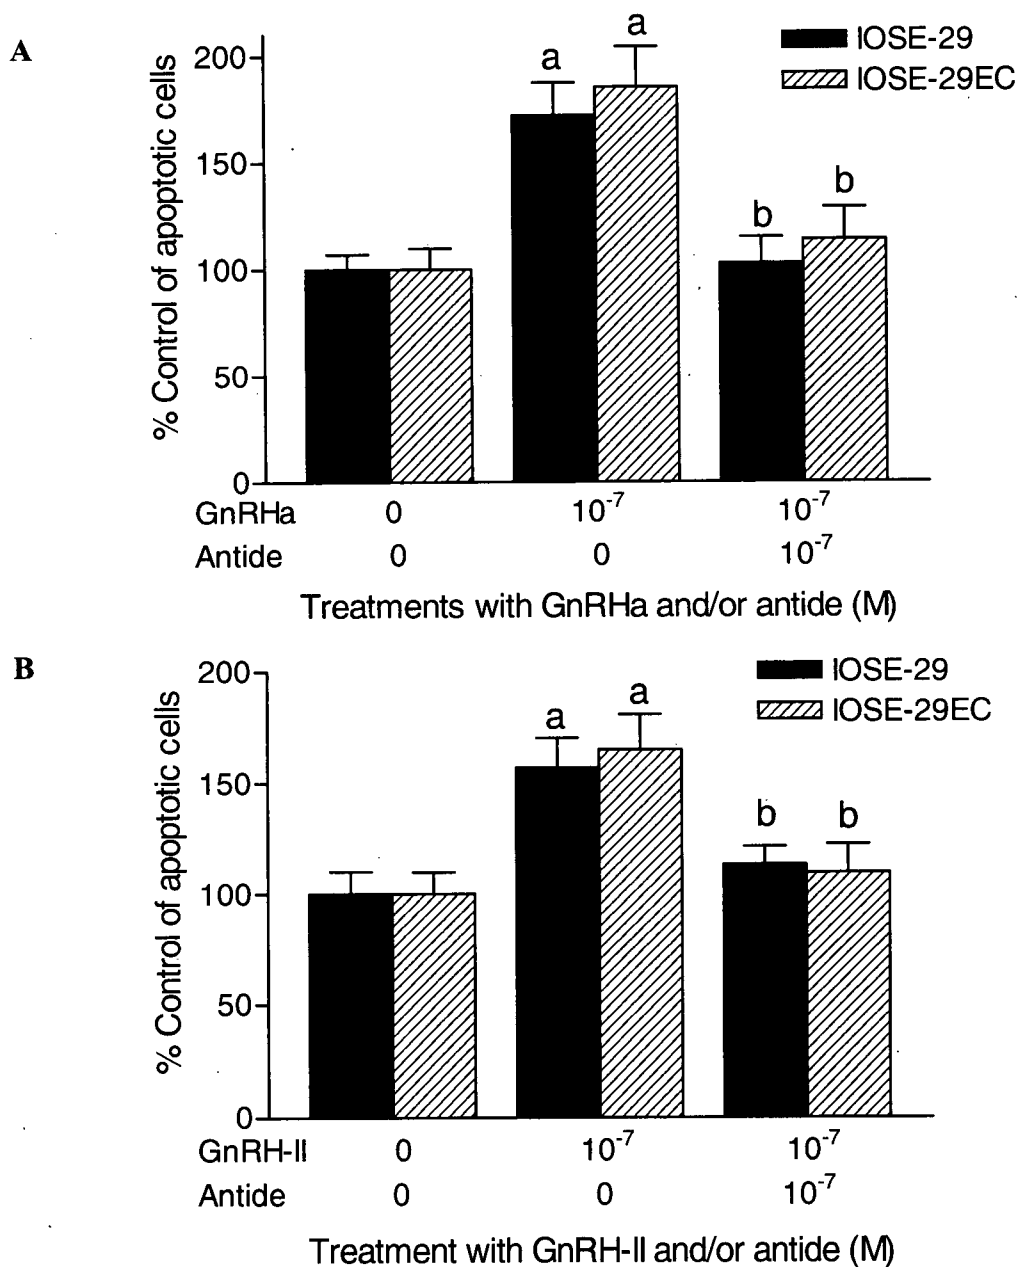 A
200
150
100
50
0
% Control of apoptotic cells
a a
b b
IOSE-29
IOSE-29EC
GnRHa 0 10⁻⁷ 10⁻⁷
Antide 0 0 10⁻⁷
Treatments with GnRHa and/or antide (M)
B
200
150
100
50
0
% Control of apoptotic cells
a a
b b
IOSE-29
IOSE-29EC
GnRH-II 0 10⁻⁷ 10⁻⁷
Antide 0 0 10⁻⁷
Treatment with GnRH-II and/or antide (M)